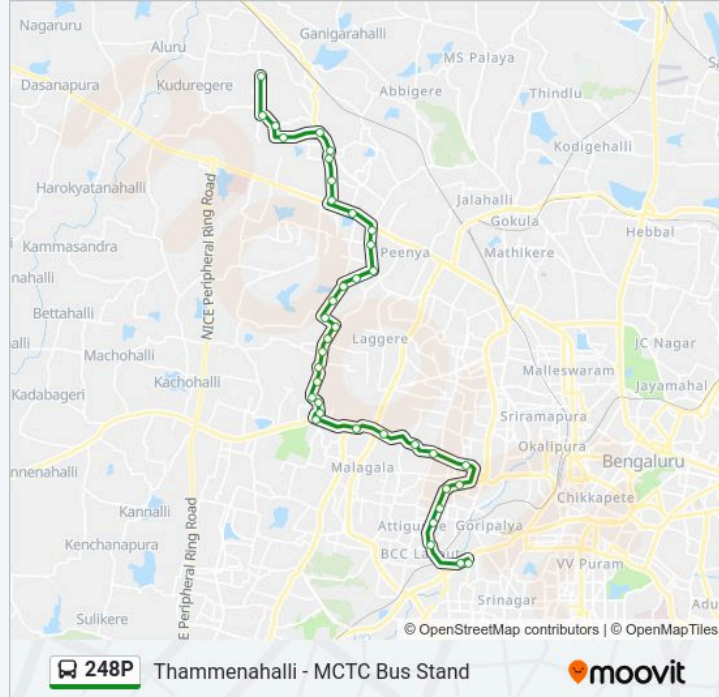 Nagaruru
Ganigarahalli
Aluru
MS Palaya
Dasanapura
Kuduregere
Abbigere
Thindlu
Kodigehalli
Harokyatanahalli
Jalahalli
Gokula
Hebbal
Kammasandra
Peenya
Mathikere
nahalli
NICE Peripheral Ring Road
Bettahalli
alli
Machohalli
Laggere
JC Nagar
Kachohalli
Malleswaram
Jayamahal
Kadabageri
Sriramapura
Okalipura
nnenahalli
Malagala
Bengaluru
Chikkapete
Kannalli
Goripalya
Kenchanapura
BCC La
VV Puram
E Peripheral Ring Road
Srinagar
Sulikere
© OpenStreetMap contributors | © OpenMapTiles
248P Thammenahalli - MCTC Bus Stand
moovit